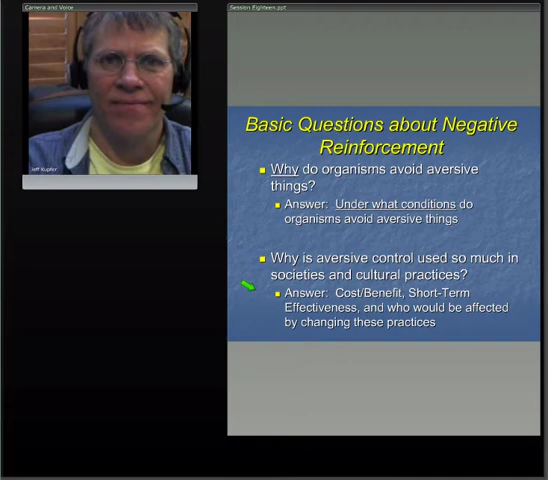 Camera and Voice
Jeff Kupfer
Session Eighteen.ppt
Basic Questions about Negative
Reinforcement
Why do organisms avoid aversive
things?
Answer: Under what conditions do
organisms avoid aversive things
Why is aversive control used so much in
societies and cultural practices?
Answer: Cost/Benefit, Short-Term
Effectiveness, and who would be affected
by changing these practices